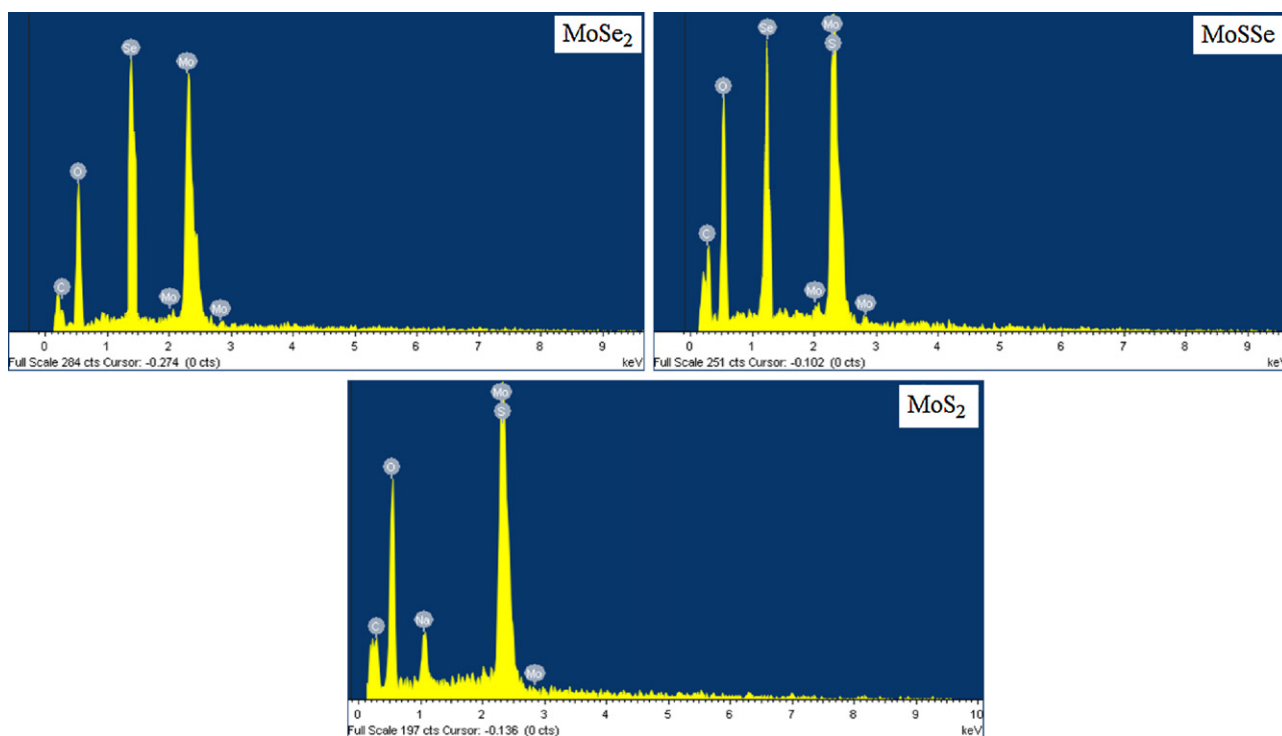 MoSe₂
Se
Mo
O
C
Mo
Mo
0 1 2 3 4 5 6 7 8 9
Full Scale 284 cts Cursor: -0.274 (0 cts)
keV
MoSSe
Mo
Se
S
O
C
Mo
Mo
0 1 2 3 4 5 6 7 8 9
Full Scale 251 cts Cursor: -0.102 (0 cts)
keV
MoS₂
Mo
S
O
Na
C
Mo
0 1 2 3 4 5 6 7 8 9 10
Full Scale 197 cts Cursor: -0.136 (0 cts)
keV